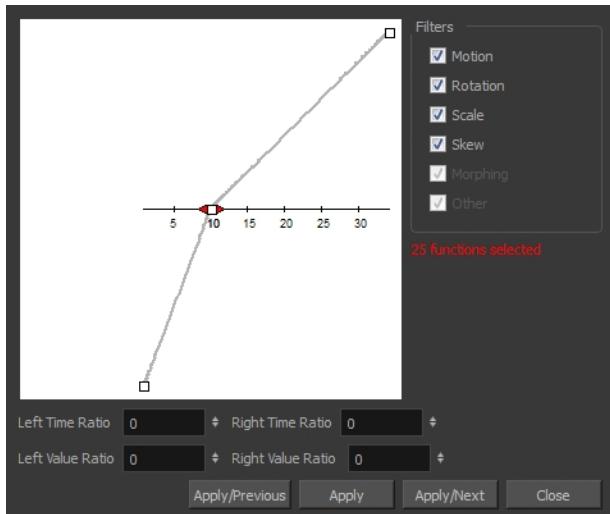 Filters
Motion
Rotation
Scale
Skew
Morphing
Other
5 10 15 20 25 30
25 functions selected
Left Time Ratio 0 Right Time Ratio 0
Left Value Ratio 0 Right Value Ratio 0
Apply/Previous Apply Apply/Next Close